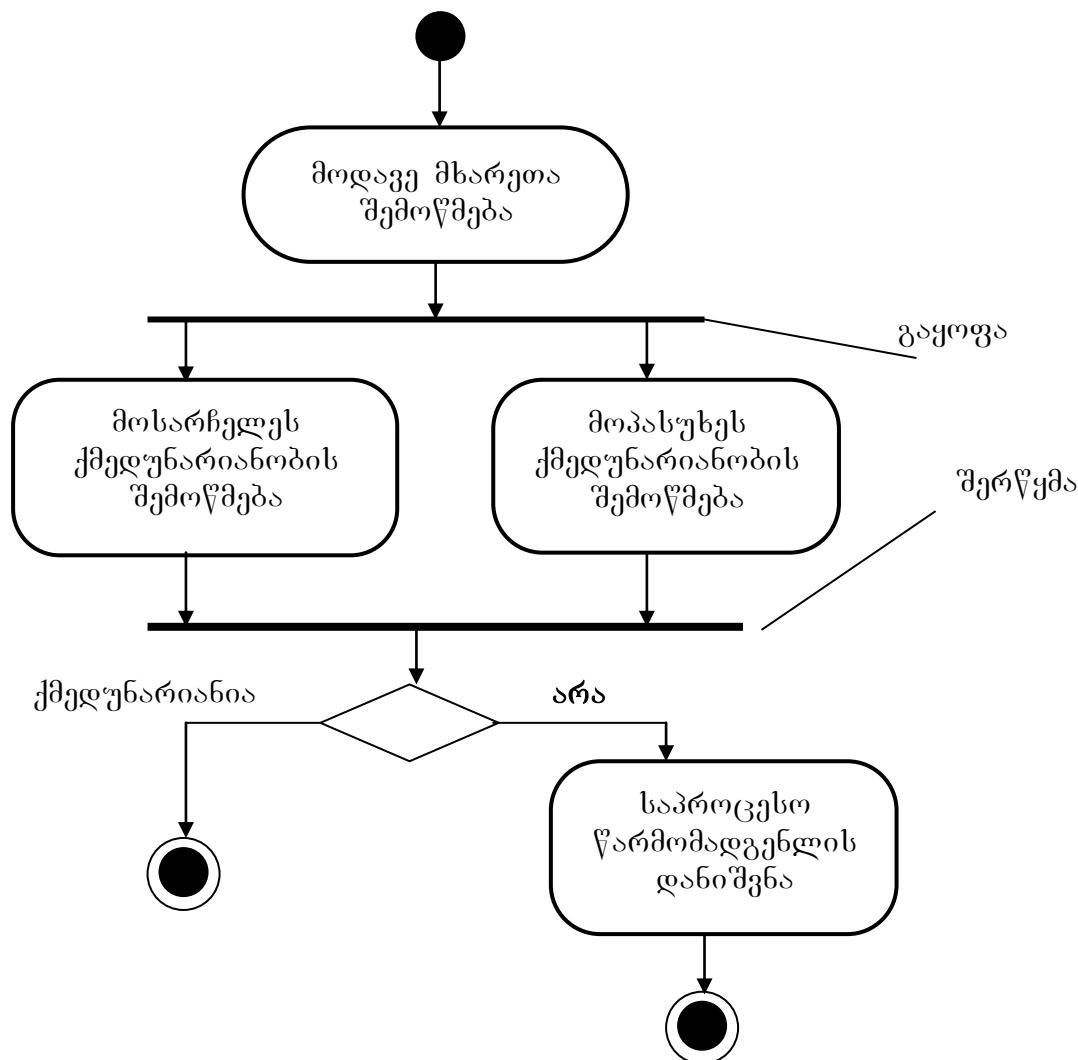 მოდავე მხარეთა
შემოწმება
გაყოფა
მოსარჩელეს
ქმედუნარიანობის
შემოწმება
მოპასუხეს
ქმედუნარიანობის
შემოწმება
შერწყმა
ქმედუნარიანია
არა
საპროცესო
წარმომადგენლის
დანიშვნა